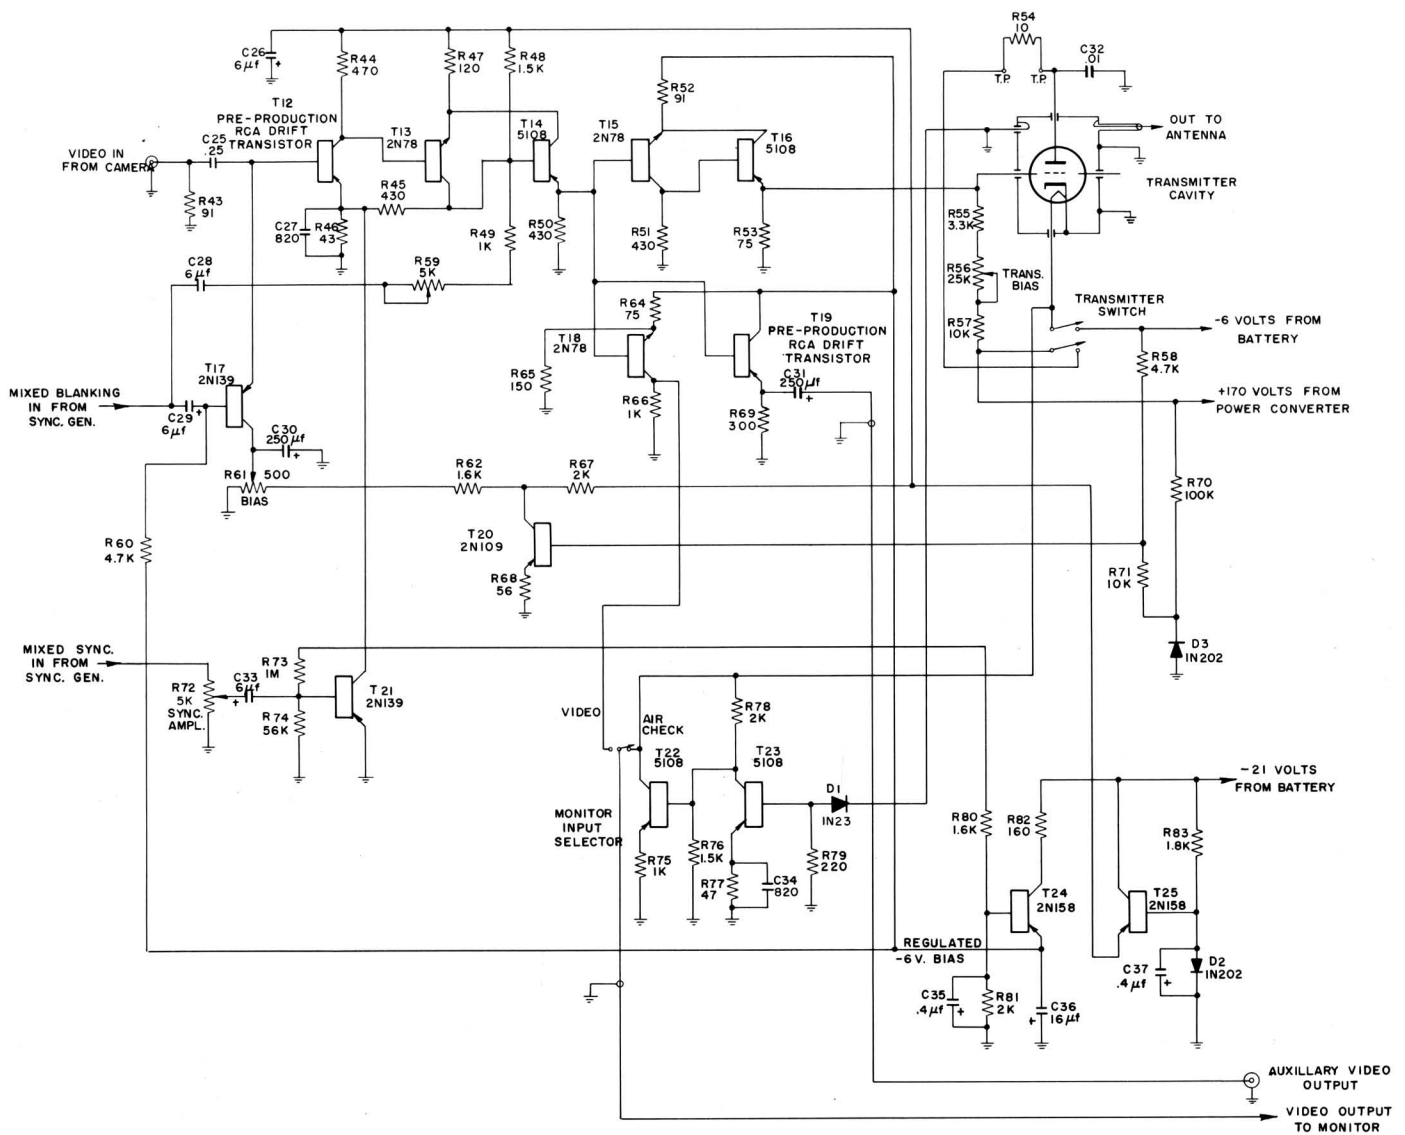 R54
10
C32
.01
C26
6µf
+
R44
470
R47
120
R48
1.5K
T.P.
T.P.
R52
91
T12
PRE-PRODUCTION
RCA DRIFT
TRANSISTOR
T13
2N78
T14
5108
T15
2N78
T16
5108
OUT TO
ANTENNA
C25
.25
VIDEO IN
FROM CAMERA
R43
91
R45
430
TRANSMITTER
CAVITY
C27
820
R46
43
R49
1K
R50
430
R51
430
R53
75
R55
3.3K
C28
6µf
R59
5K
R56
25K
TRANS.
BIAS
TRANSMITTER
SWITCH
R64
75
T19
PRE-PRODUCTION
RCA DRIFT
TRANSISTOR
R57
10K
-6 VOLTS FROM
BATTERY
T18
2N78
T17
2N139
R65
150
C31
250µf
+
R58
4.7K
MIXED BLANKING
IN FROM
SYNC. GEN.
C29
6µf
+
R66
1K
R69
300
+170 VOLTS FROM
POWER CONVERTER
C30
250µf
+
R61 500
BIAS
R62
1.6K
R67
2K
R70
100K
R60
4.7K
T20
2N109
R68
56
R71
10K
D3
IN202
MIXED SYNC.
IN FROM
SYNC. GEN.
R73
1M
R72
5K
SYNC.
AMPL.
C33
6µf
+
T21
2N139
R74
56K
VIDEO
AIR
CHECK
R78
2K
T22
5108
T23
5108
D1
IN23
-21 VOLTS
FROM BATTERY
MONITOR
INPUT
SELECTOR
R80
1.6K
R82
160
R83
1.8K
R75
1K
R76
1.5K
R77
47
C34
820
R79
220
T24
2N158
T25
2N158
REGULATED
-6V. BIAS
C35
.4µf
+
R81
2K
C36
16µf
+
C37
.4µf
+
D2
IN202
AUXILLARY VIDEO
OUTPUT
VIDEO OUTPUT
TO MONITOR